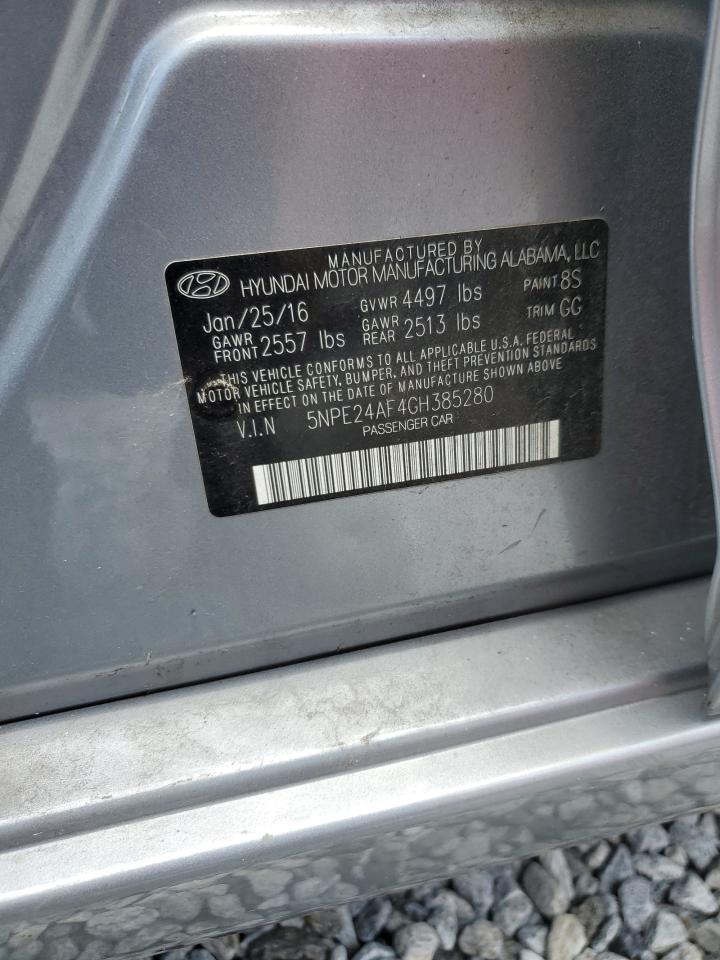 MANUFACTURED BY
HYUNDAI MOTOR MANUFACTURING ALABAMA, LLC
Jan/25/16 GVWR 4497 lbs PAINT 8S
GAWR FRONT 2557 lbs GAWR REAR 2513 lbs TRIM GG
THIS VEHICLE CONFORMS TO ALL APPLICABLE U.S.A. FEDERAL
MOTOR VEHICLE SAFETY, BUMPER, AND THEFT PREVENTION STANDARDS
IN EFFECT ON THE DATE OF MANUFACTURE SHOWN ABOVE
V.I.N 5NPE24AF4GH385280
PASSENGER CAR